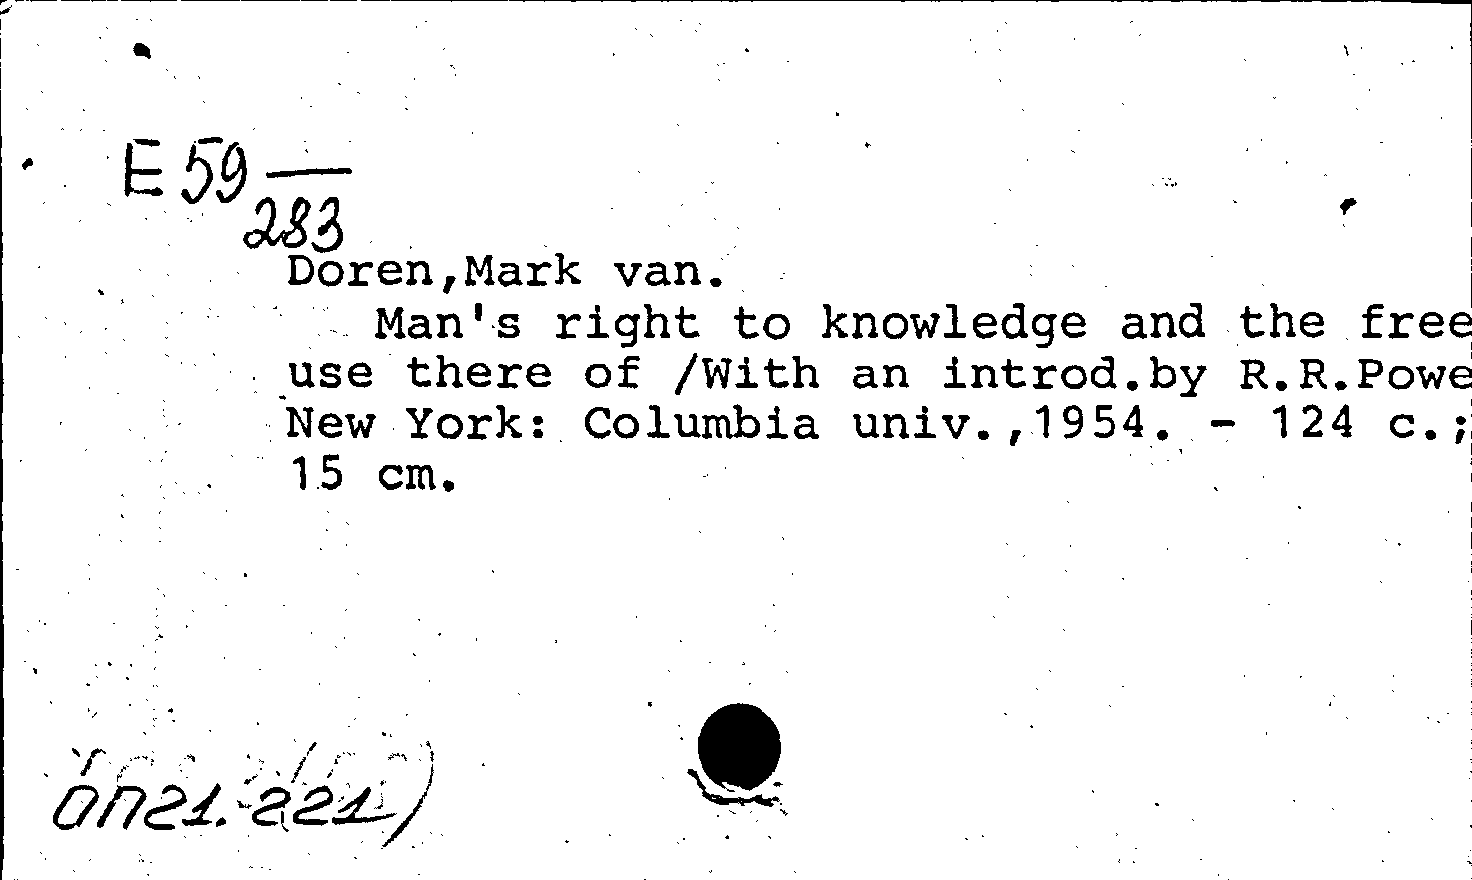 E 59
283
Doren,Mark van.
Man's right to knowledge and the free
use there of /With an introd.by R.R.Powe
New York: Columbia univ.,1954. - 124 c.;
15 cm.
ОП21.221)